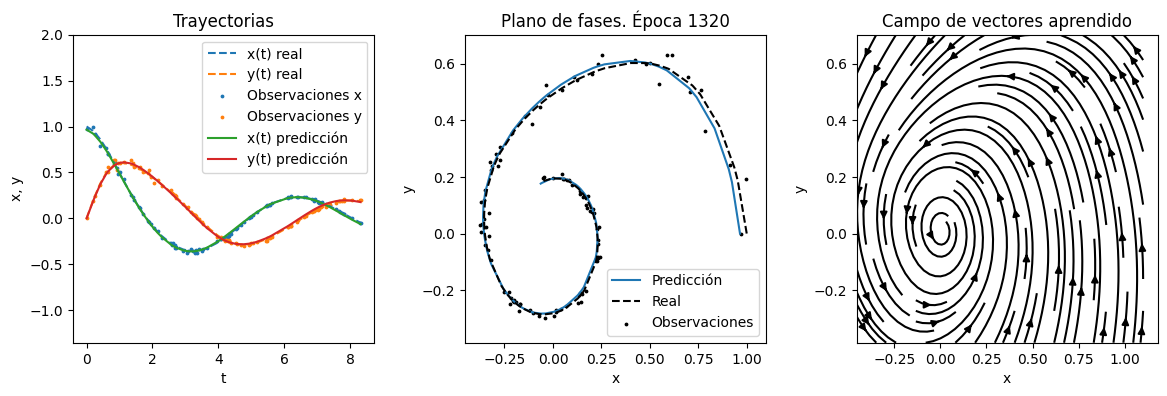 Trayectorias
2.0
1.5
1.0
0.5
0.0
−0.5
−1.0
x, y
0
2
4
6
8
t
x(t) real
y(t) real
Observaciones x
Observaciones y
x(t) predicción
y(t) predicción
Plano de fases. Época 1320
0.6
0.4
0.2
0.0
−0.2
y
−0.25
0.00
0.25
0.50
0.75
1.00
x
Predicción
Real
Observaciones
Campo de vectores aprendido
0.6
0.4
0.2
0.0
−0.2
y
−0.25
0.00
0.25
0.50
0.75
1.00
x